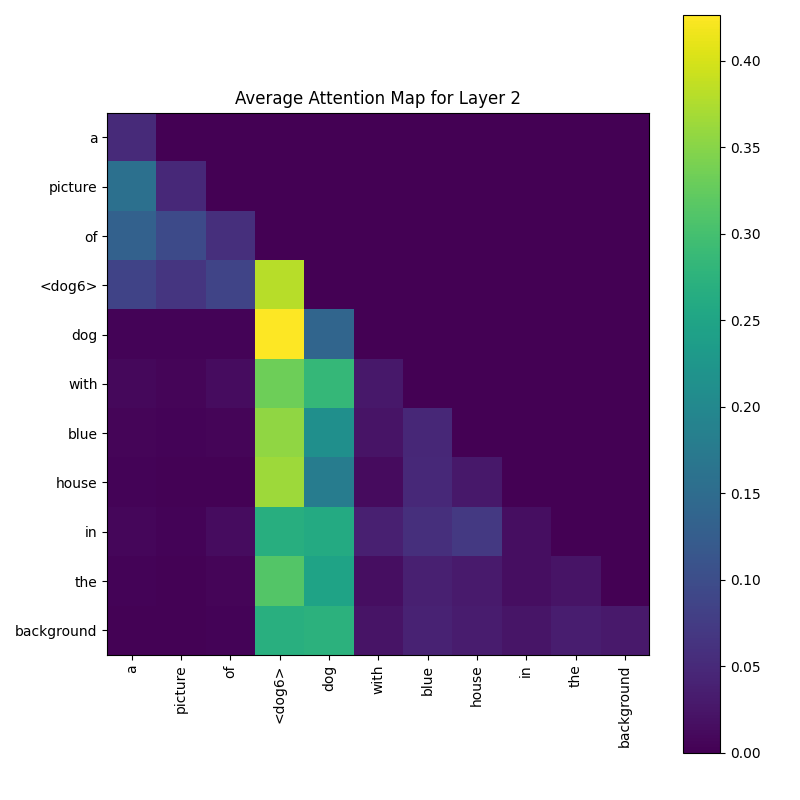 Average Attention Map for Layer 2
a
picture
of
<dog6>
dog
with
blue
house
in
the
background
a
picture
of
<dog6>
dog
with
blue
house
in
the
background
0.40
0.35
0.30
0.25
0.20
0.15
0.10
0.05
0.00